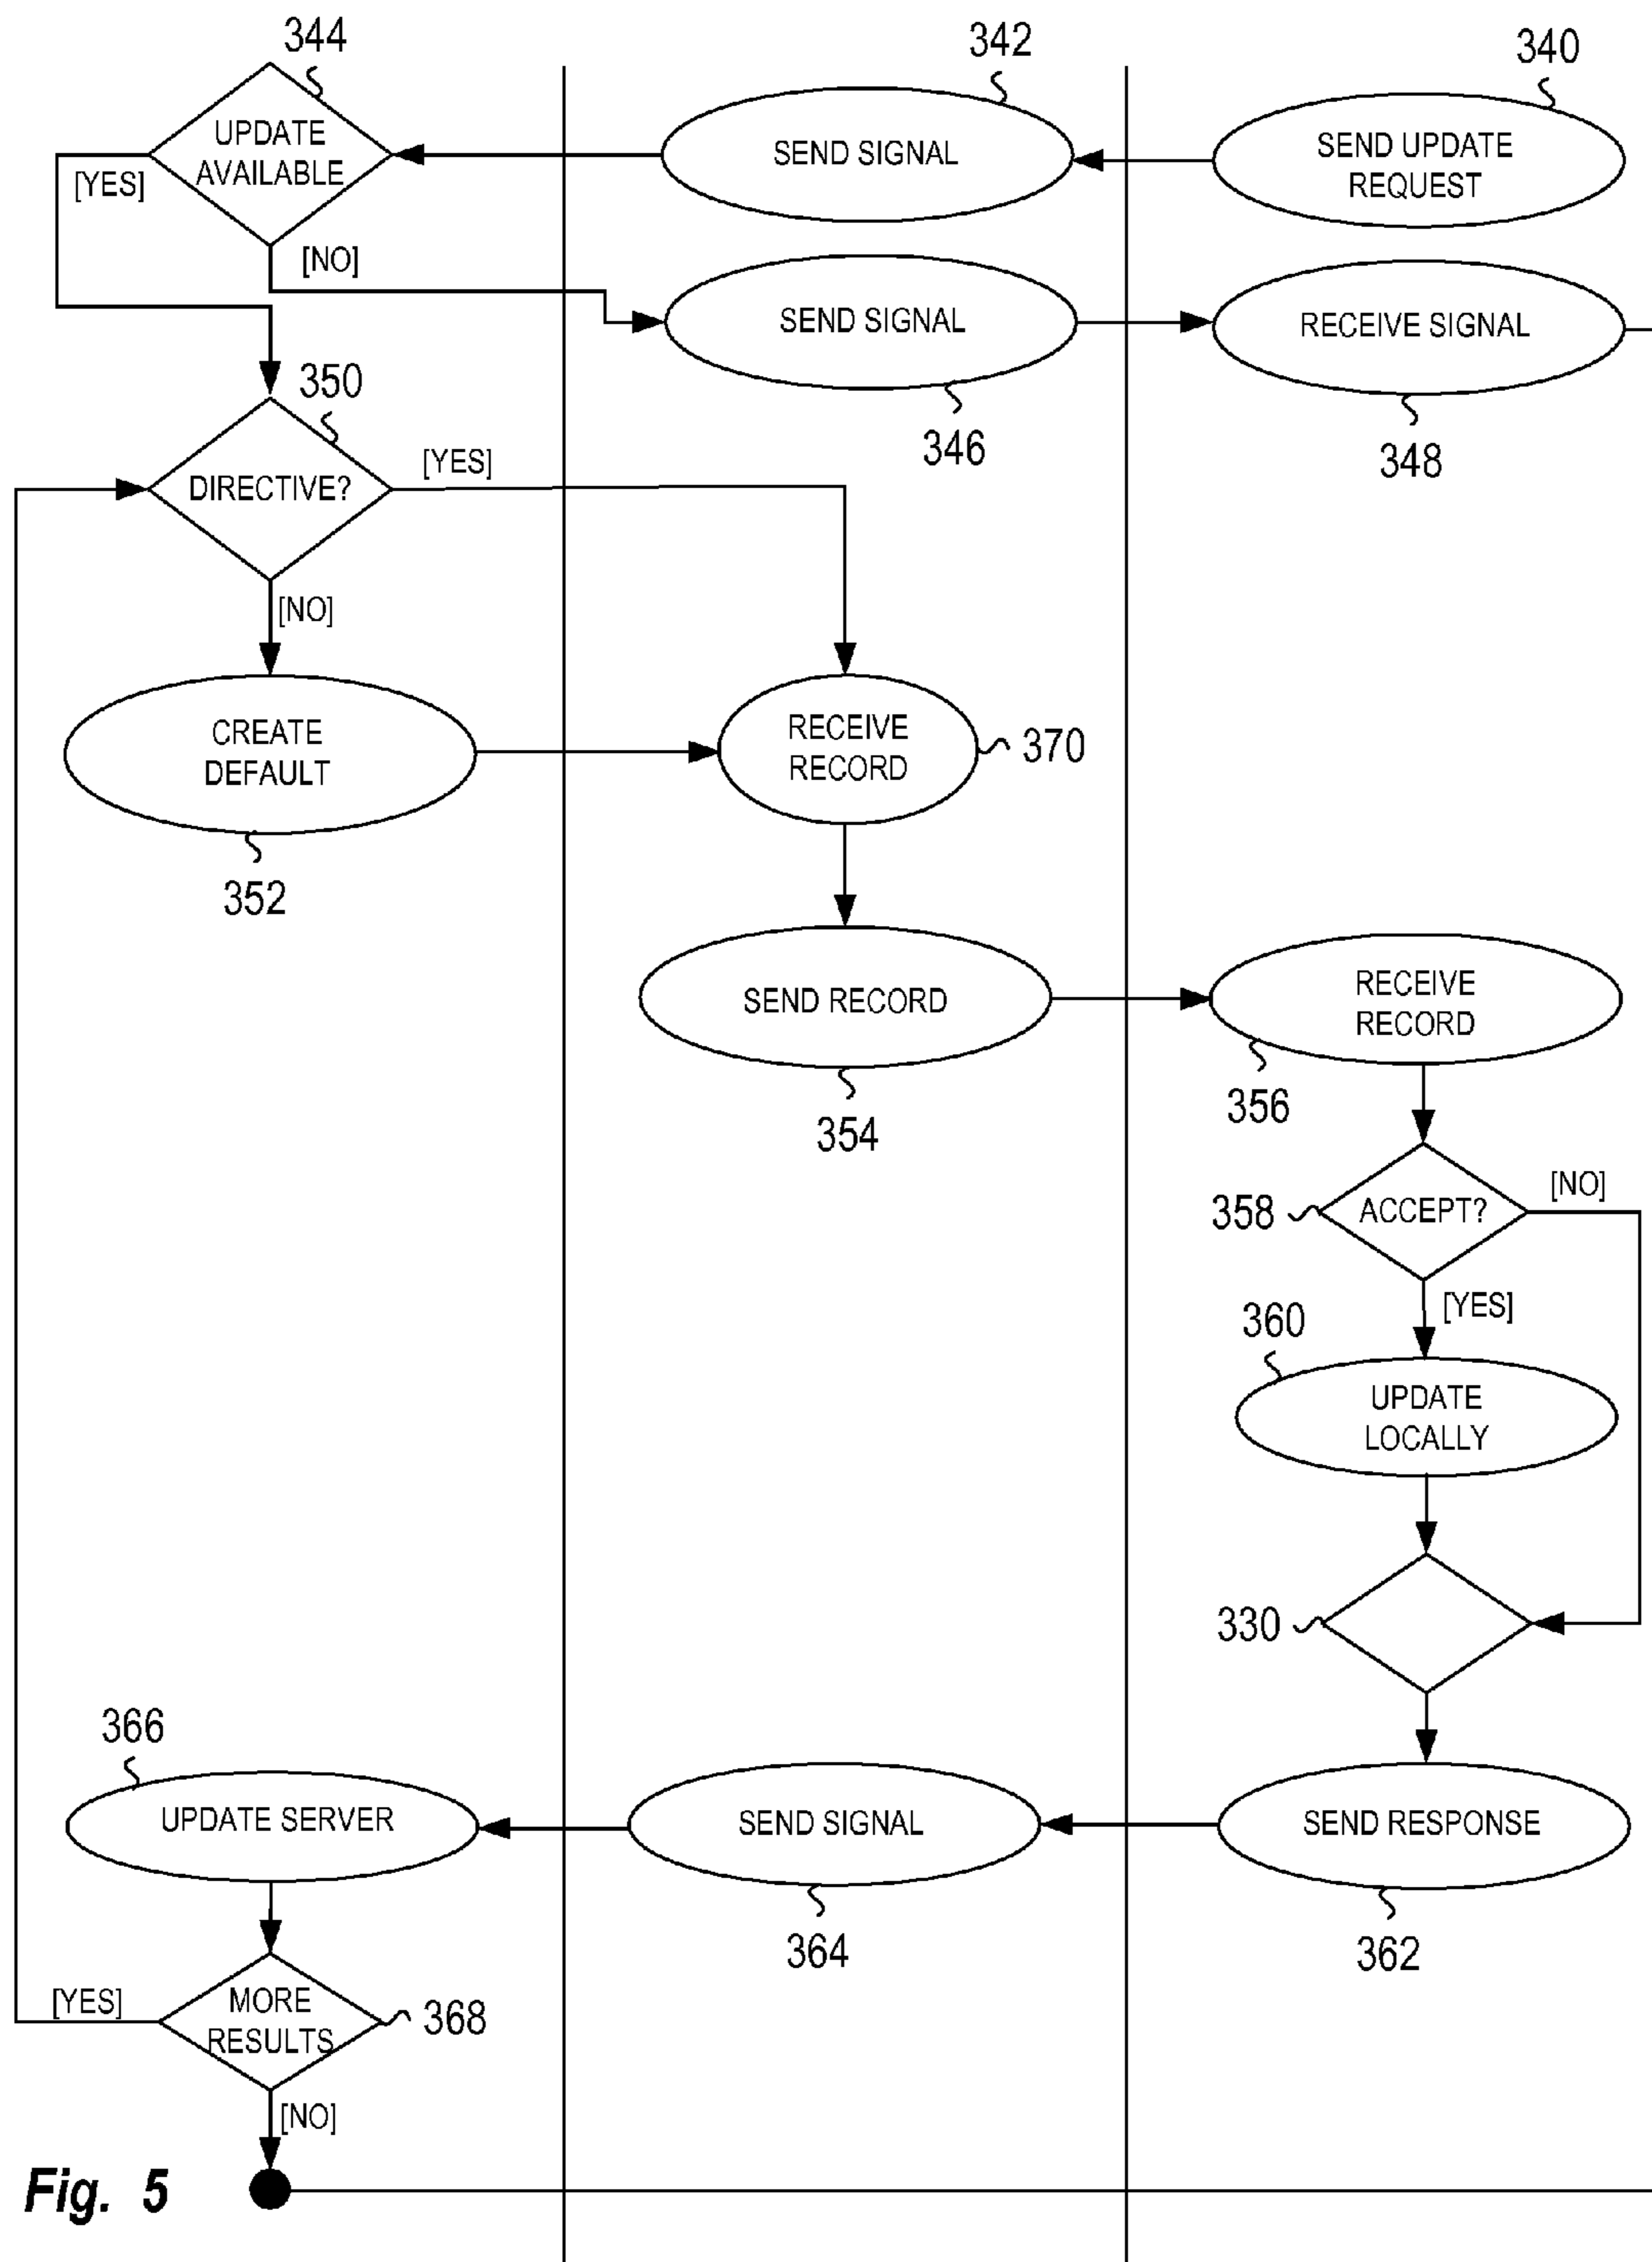 344
342
340
UPDATE
AVAILABLE
SEND SIGNAL
SEND UPDATE
REQUEST
[YES]
[NO]
SEND SIGNAL
RECEIVE SIGNAL
346
348
350
DIRECTIVE?
[YES]
[NO]
CREATE
DEFAULT
352
RECEIVE
RECORD
370
SEND RECORD
354
RECEIVE
RECORD
356
358
ACCEPT?
[NO]
[YES]
360
UPDATE
LOCALLY
330
366
UPDATE SERVER
SEND SIGNAL
SEND RESPONSE
364
362
[YES]
MORE
RESULTS
368
[NO]
Fig. 5